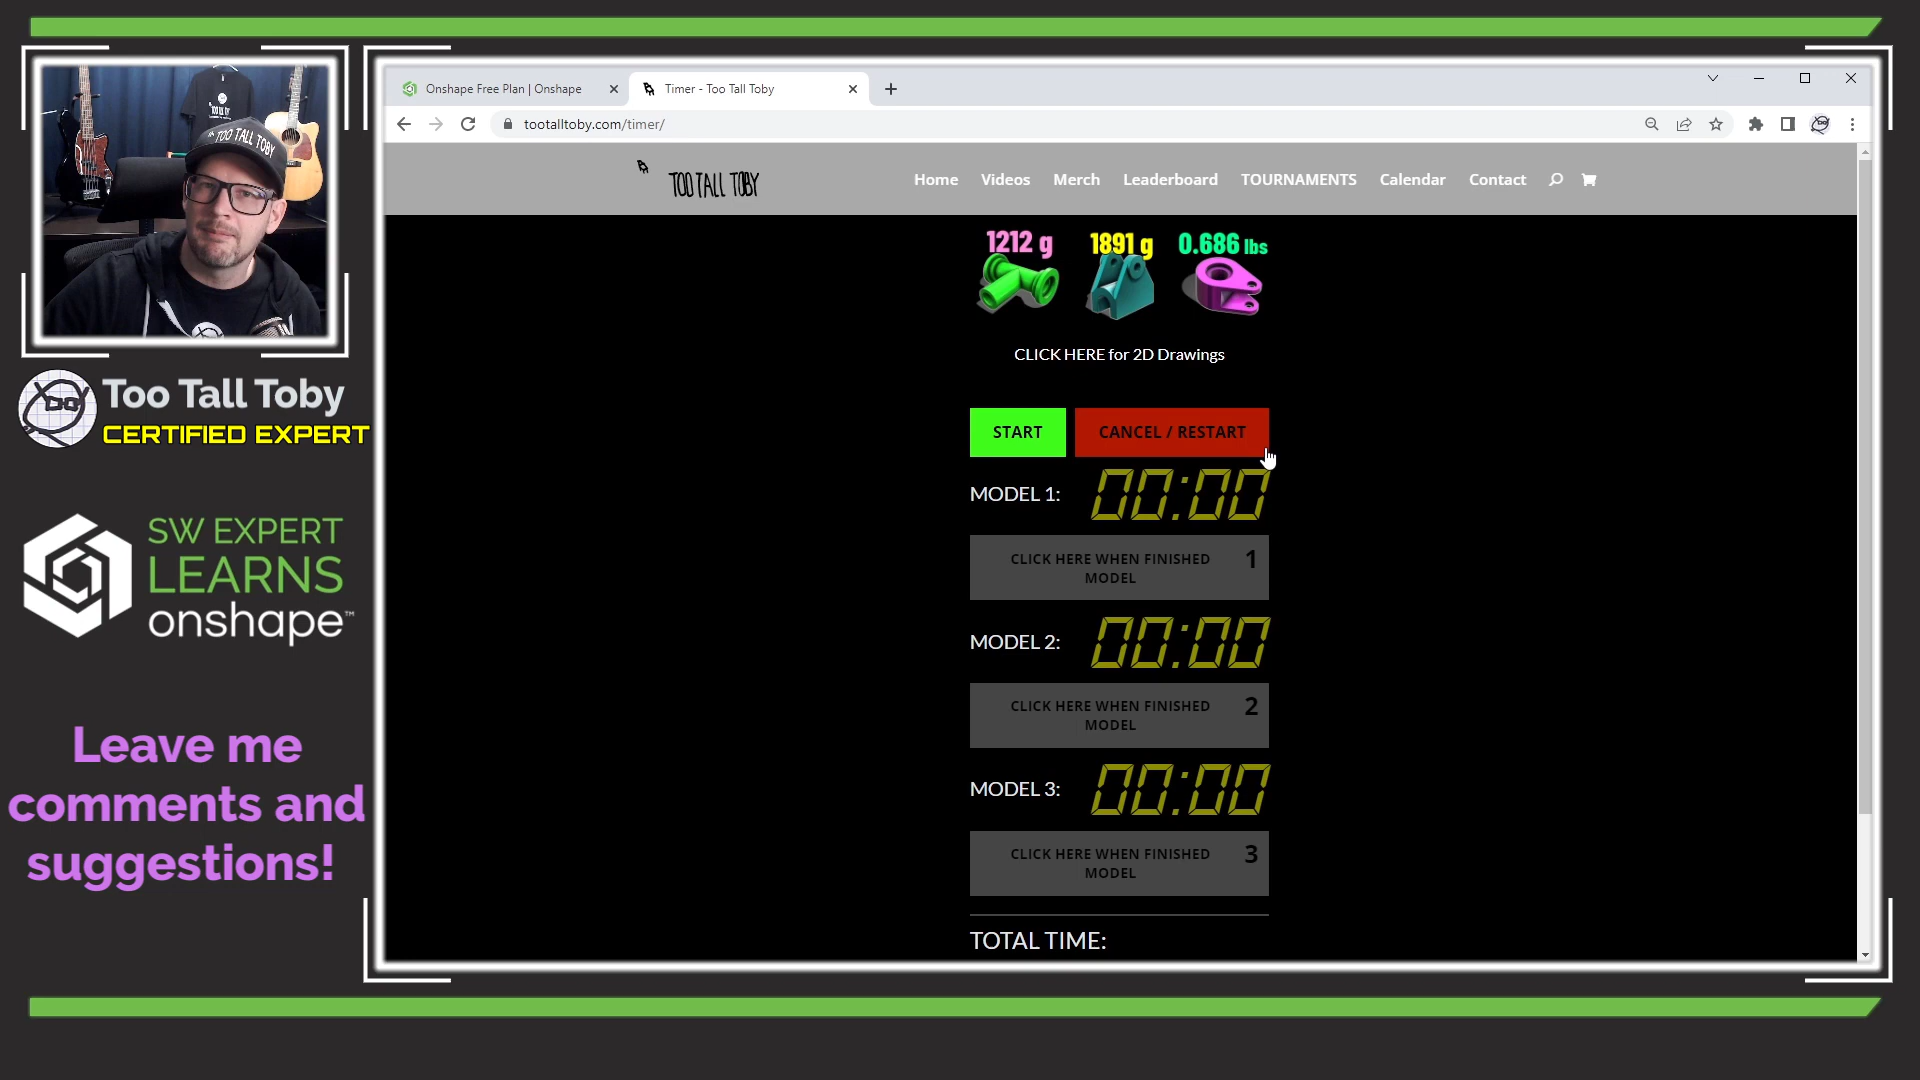 TOO TALL TOBY
Too Tall Toby
CERTIFIED EXPERT
SW EXPERT
LEARNS
onshape™
Leave me
comments and
suggestions!
Onshape Free Plan | Onshape
Timer - Too Tall Toby
tootalltoby.com/timer/
TOO TALL TOBY
Home Videos Merch Leaderboard TOURNAMENTS Calendar Contact
1212 g 1891 g 0.686 lbs
CLICK HERE for 2D Drawings
START CANCEL / RESTART
MODEL 1: 00:00
CLICK HERE WHEN FINISHED 1
MODEL
MODEL 2: 00:00
CLICK HERE WHEN FINISHED 2
MODEL
MODEL 3: 00:00
CLICK HERE WHEN FINISHED 3
MODEL
TOTAL TIME: